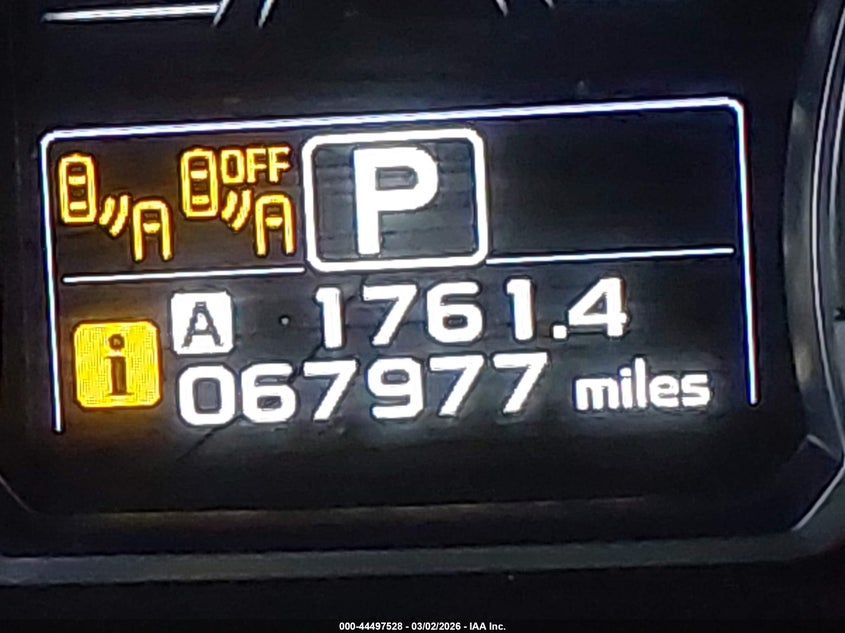 OFF
P
i
A 1761.4
067977 miles
000-44497528 - 03/02/2026 - IAA Inc.